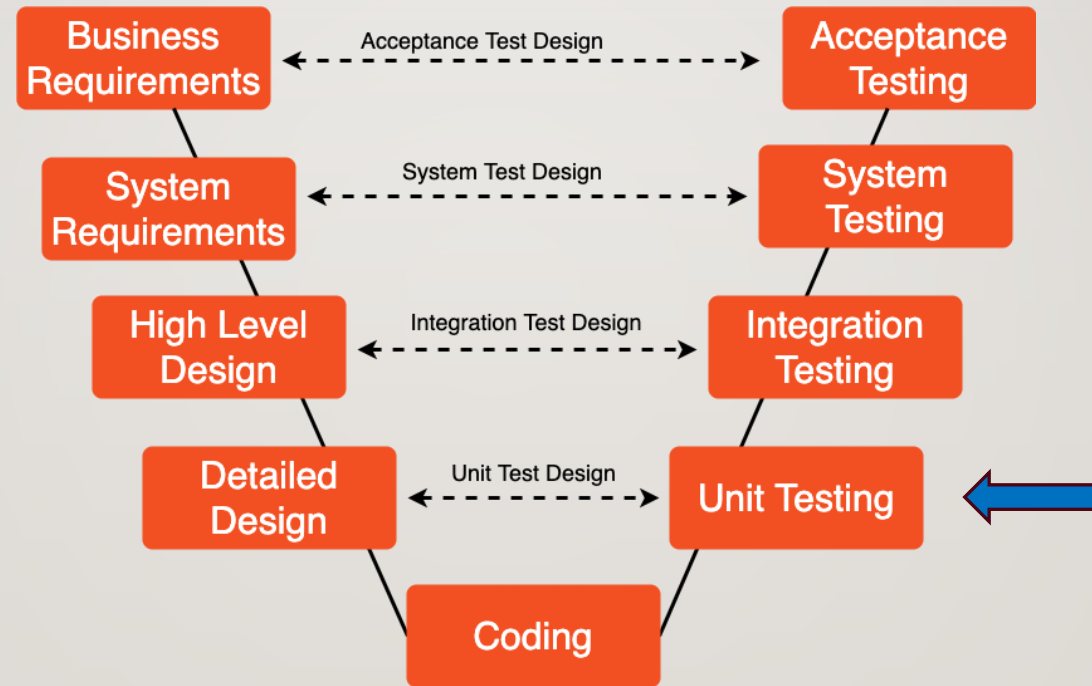 Business
Requirements
Acceptance Test Design
Acceptance
Testing
System
Requirements
System Test Design
System
Testing
High Level
Design
Integration Test Design
Integration
Testing
Detailed
Design
Unit Test Design
Unit Testing
Coding